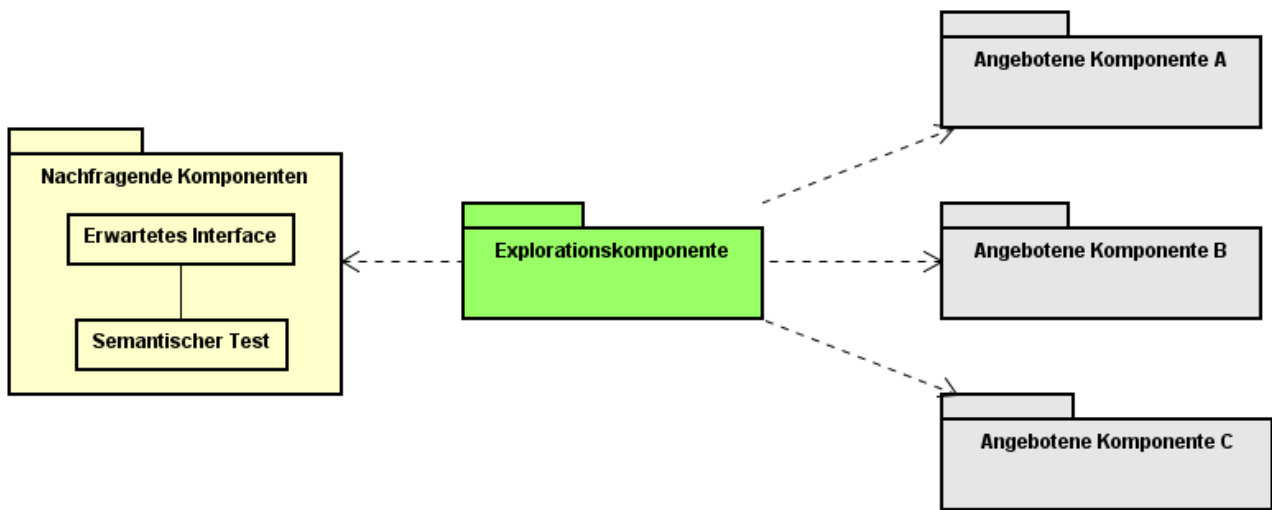 Nachfragende Komponenten
Erwartetes Interface
Semantischer Test
Explorationskomponente
Angebotene Komponente A
Angebotene Komponente B
Angebotene Komponente C